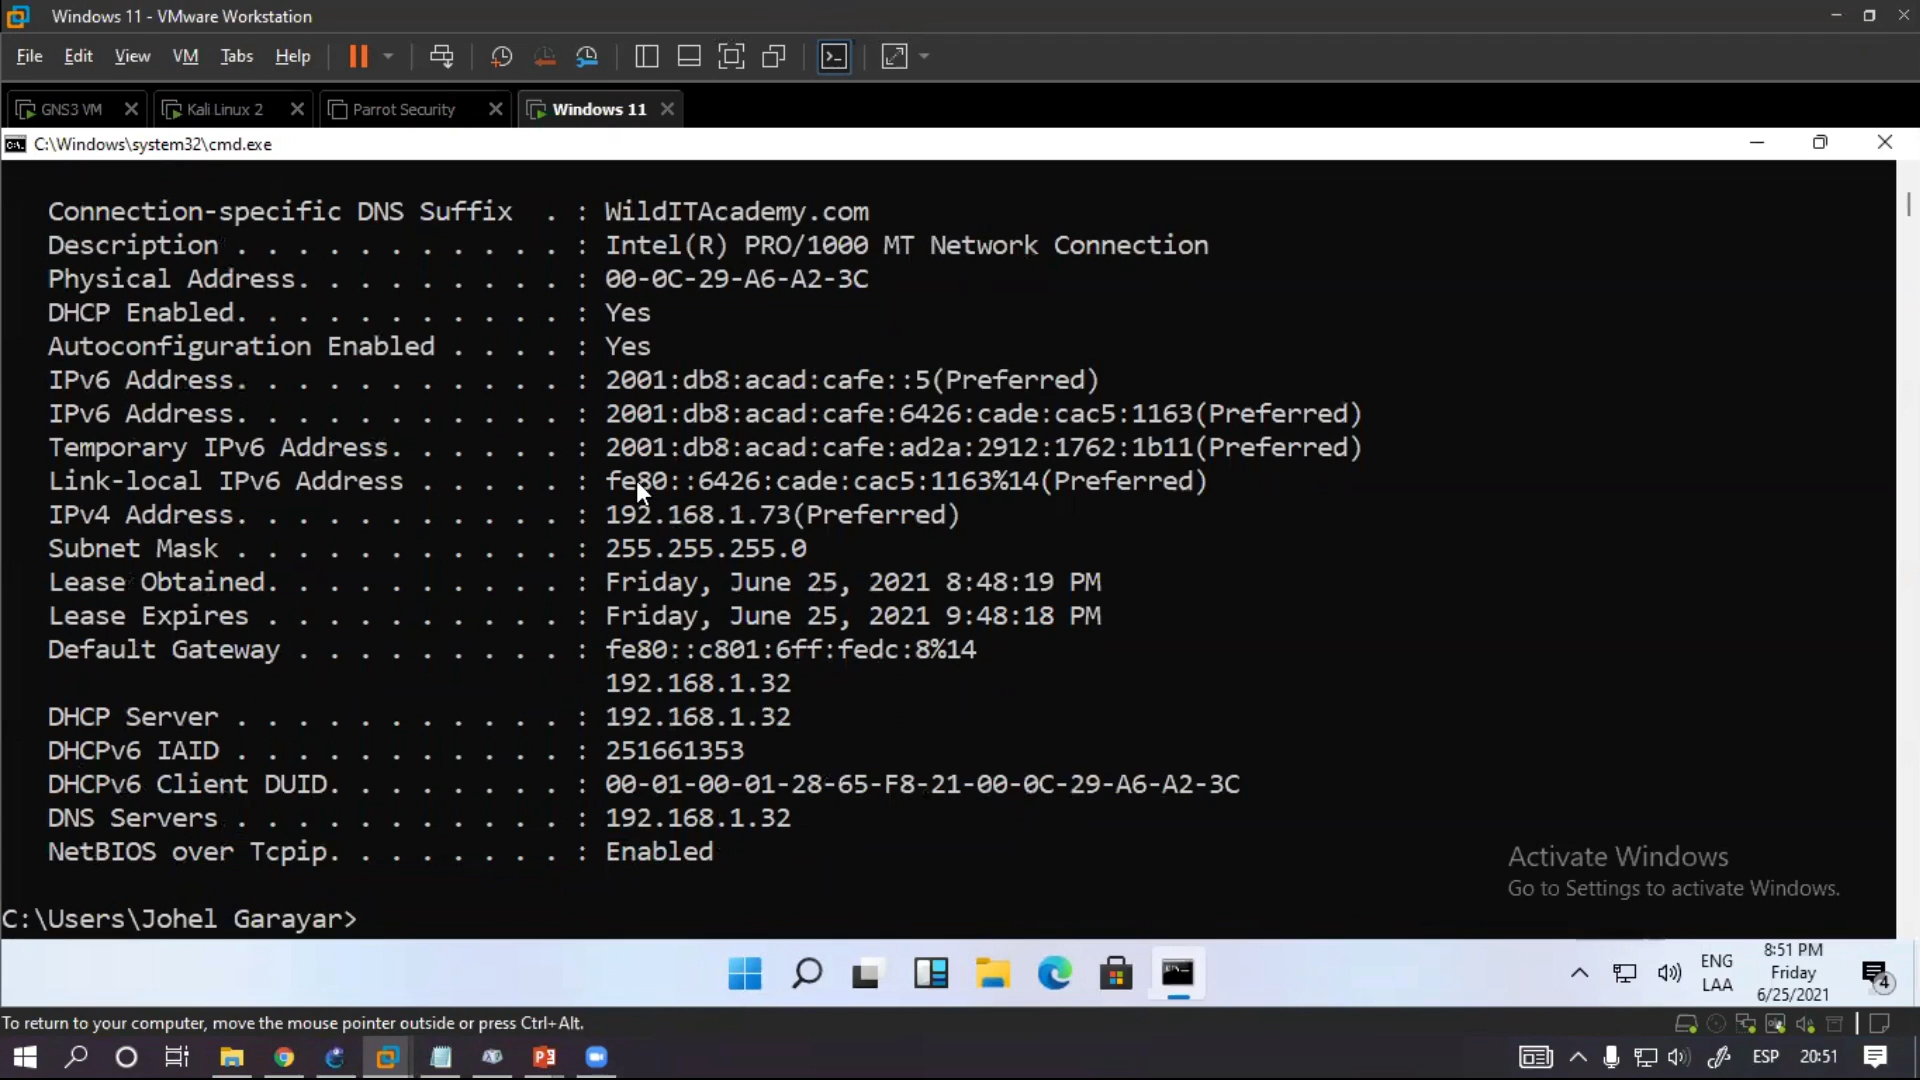 Windows 11 - VMware Workstation
File Edit View VM Tabs Help
GNS3 VM Kali Linux 2 Parrot Security Windows 11
C:\Windows\system32\cmd.exe
Connection-specific DNS Suffix . : WildITAcademy.com
Description . . . . . . . . . . . : Intel(R) PRO/1000 MT Network Connection
Physical Address. . . . . . . . . : 00-0C-29-A6-A2-3C
DHCP Enabled. . . . . . . . . . . : Yes
Autoconfiguration Enabled . . . . : Yes
IPv6 Address. . . . . . . . . . . : 2001:db8:acad:cafe::5(Preferred)
IPv6 Address. . . . . . . . . . . : 2001:db8:acad:cafe:6426:cade:cac5:1163(Preferred)
Temporary IPv6 Address. . . . . . : 2001:db8:acad:cafe:ad2a:2912:1762:1b11(Preferred)
Link-local IPv6 Address . . . . . : fe80::6426:cade:cac5:1163%14(Preferred)
IPv4 Address. . . . . . . . . . . : 192.168.1.73(Preferred)
Subnet Mask . . . . . . . . . . . : 255.255.255.0
Lease Obtained. . . . . . . . . . : Friday, June 25, 2021 8:48:19 PM
Lease Expires . . . . . . . . . . : Friday, June 25, 2021 9:48:18 PM
Default Gateway . . . . . . . . . : fe80::c801:6ff:fedc:8%14
192.168.1.32
DHCP Server . . . . . . . . . . . : 192.168.1.32
DHCPv6 IAID . . . . . . . . . . . : 251661353
DHCPv6 Client DUID. . . . . . . . : 00-01-00-01-28-65-F8-21-00-0C-29-A6-A2-3C
DNS Servers . . . . . . . . . . . : 192.168.1.32
NetBIOS over Tcpip. . . . . . . . : Enabled
Activate Windows
Go to Settings to activate Windows.
C:\Users\Johel Garayar>
ENG
LAA
8:51 PM
Friday
6/25/2021
4
To return to your computer, move the mouse pointer outside or press Ctrl+Alt.
ESP 20:51